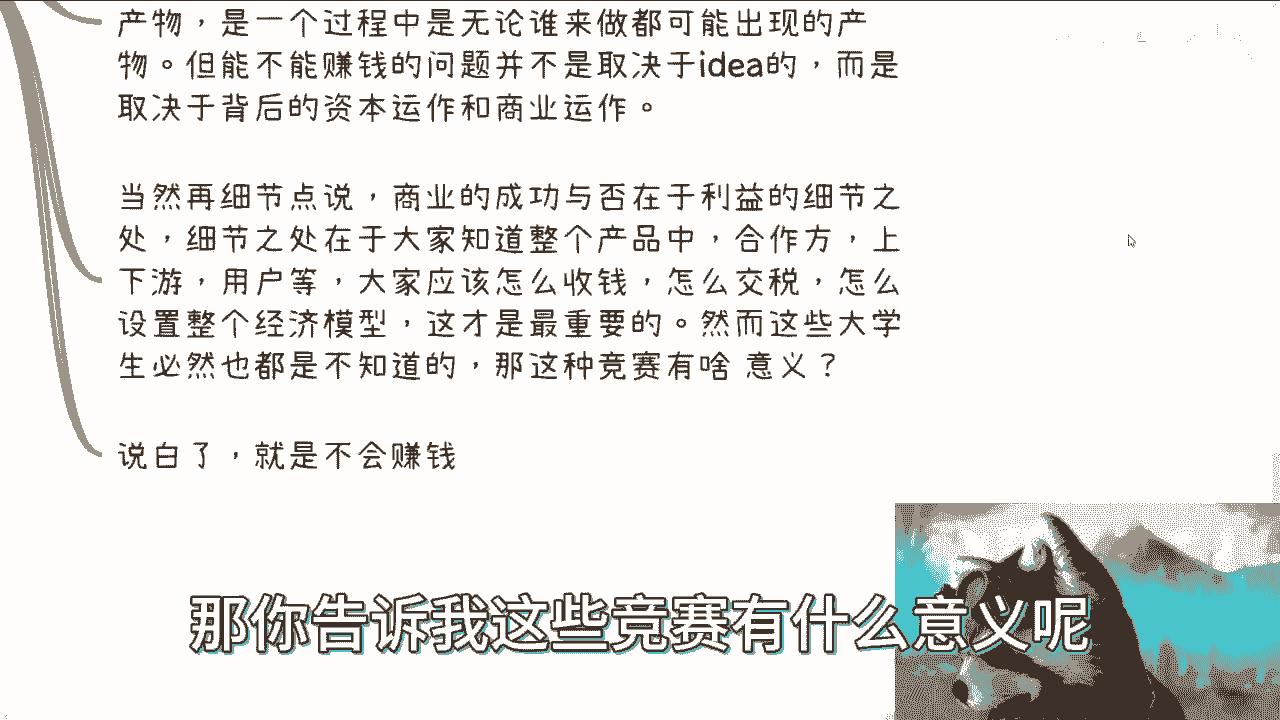 产物，是一个过程中是无论谁来做都可能出现的产
物。但能不能赚钱的问题并不是取决于idea的，而是
取决于背后的资本运作和商业运作。
当然再细节点说，商业的成功与否在于利益的细节之
处，细节之处在于大家知道整个产品中，合作方，上
下游，用户等，大家应该怎么收钱，怎么交税，怎么
设置整个经济模型，这才是最重要的。然而这些大学
生必然也都是不知道的，那这种竞赛有啥 意义？
说白了，就是不会赚钱
那你告诉我这些竞赛有什么意义呢